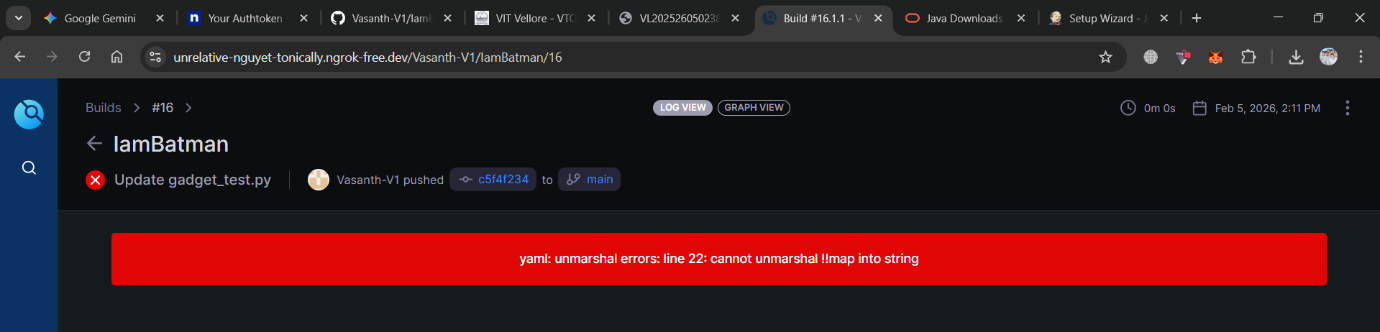 Google Gemini
Your Authtoken
Vasanth-V1/Iaml
VIT Vellore - VTO
VL20252605023
Build #16.1.1 - V
Java Downloads
Setup Wizard - J
unrelative-nguyet-tonically.ngrok-free.dev/Vasanth-V1/IamBatman/16
Builds > #16 >
LOG VIEW GRAPH VIEW
0m 0s Feb 5, 2026, 2:11 PM
IamBatman
Update gadget_test.py Vasanth-V1 pushed c5f4f234 to main
yaml: unmarshal errors: line 22: cannot unmarshal !!map into string